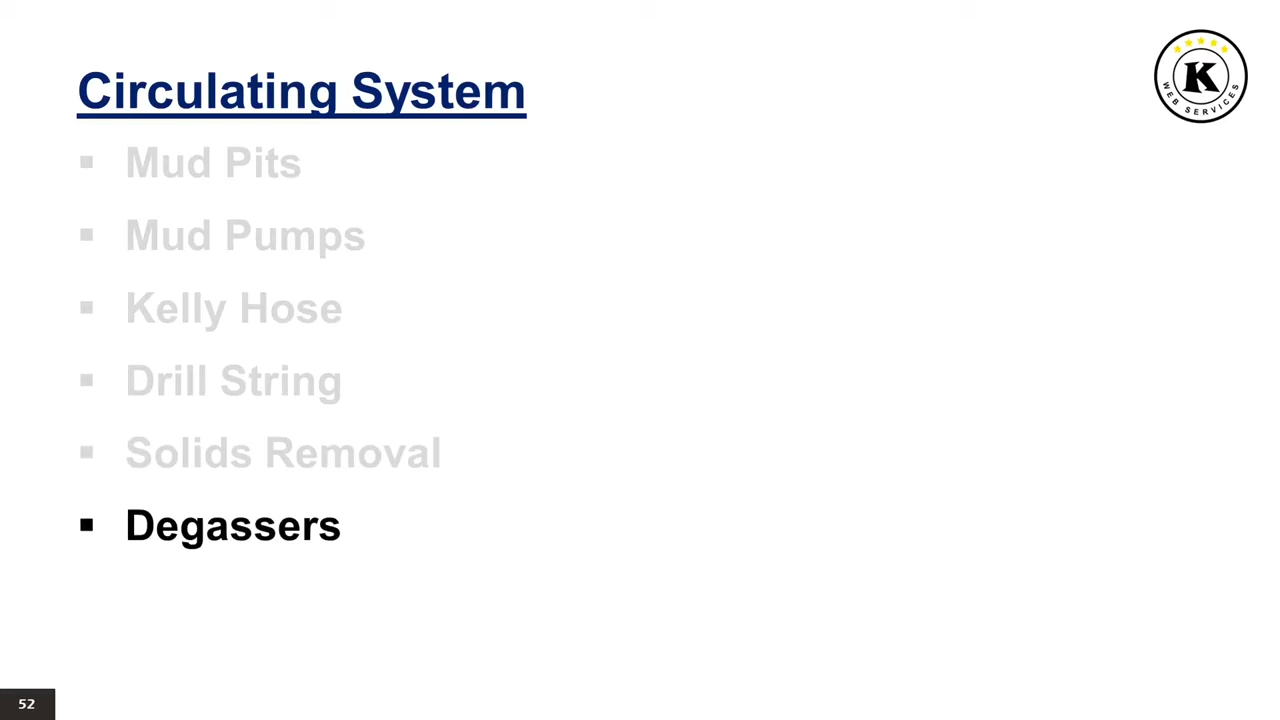 Circulating System
K
WEB SERVICES
▪ Mud Pits
▪ Mud Pumps
▪ Kelly Hose
▪ Drill String
▪ Solids Removal
▪ Degassers
52